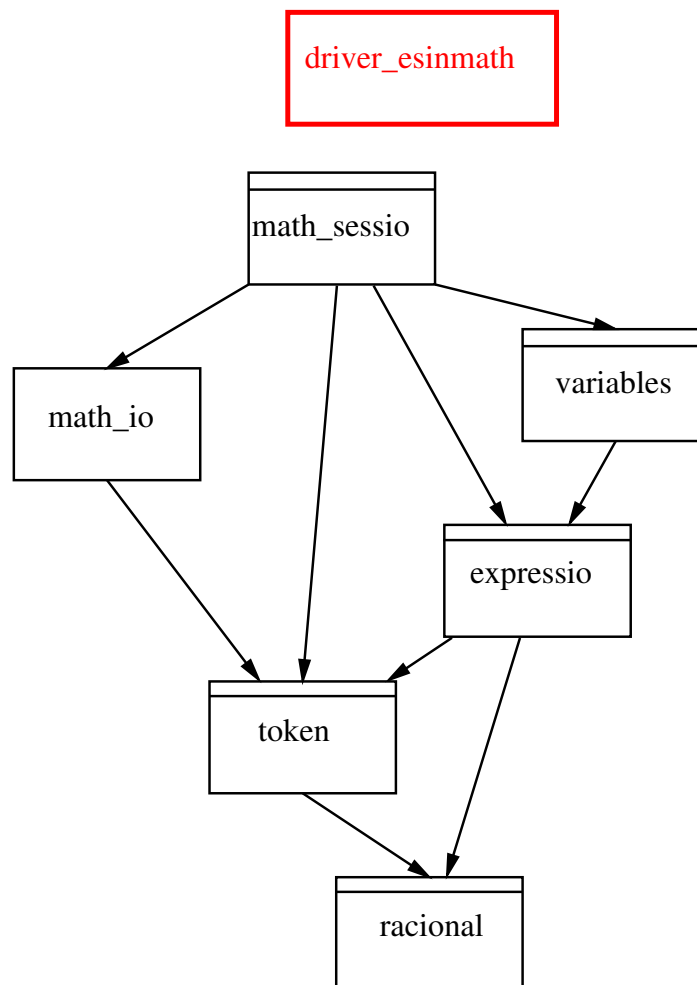 driver_esinmath
math_sessio
variables
math_io
expressio
token
racional